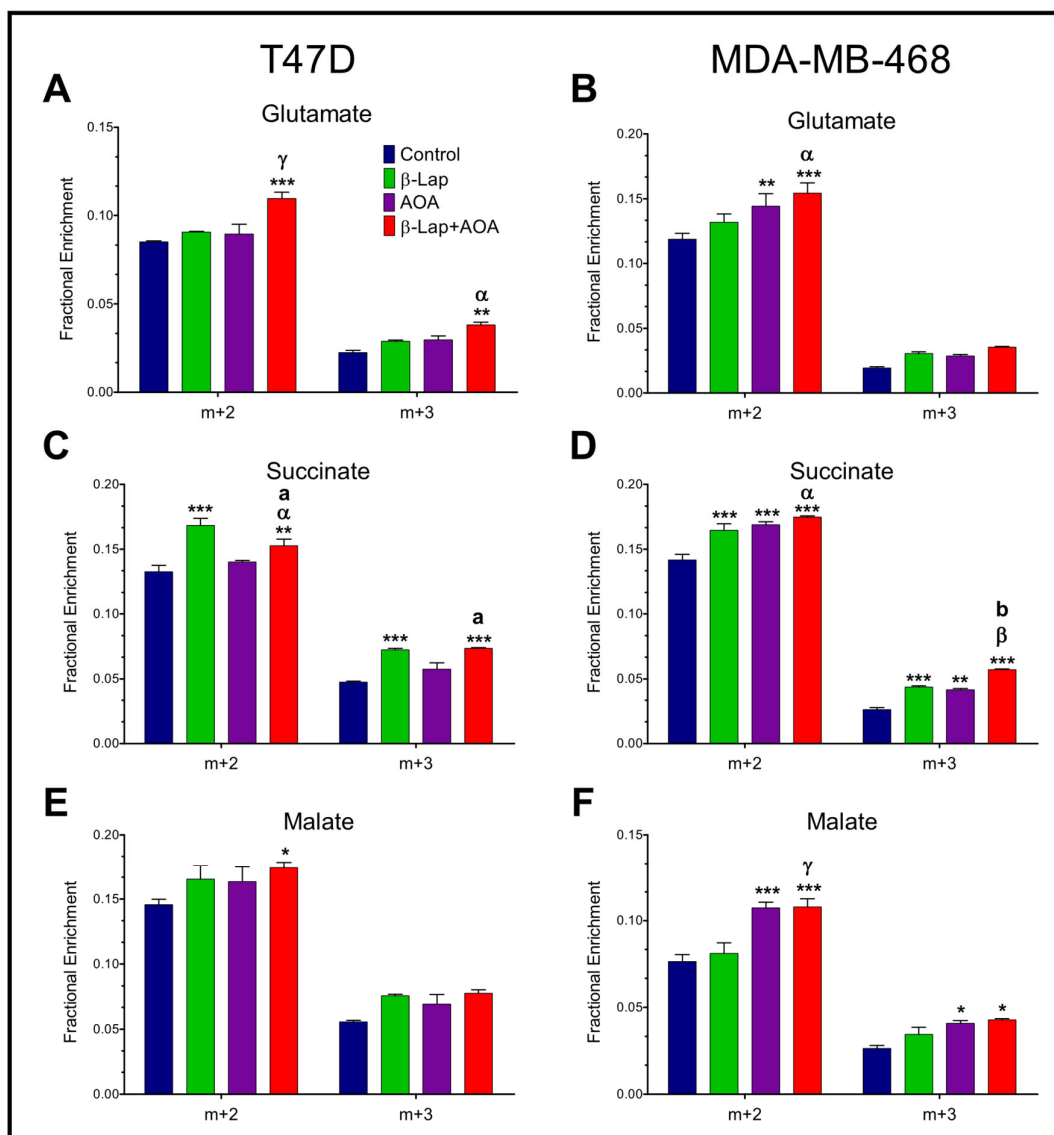 T47D
MDA-MB-468
A
Glutamate
Fractional Enrichment
0.15
0.10
0.05
0.00
Control
β-Lap
AOA
β-Lap+AOA
γ
***
α
**
m+2
m+3
B
Glutamate
Fractional Enrichment
0.20
0.15
0.10
0.05
0.00
**
α
***
m+2
m+3
C
Succinate
Fractional Enrichment
0.20
0.15
0.10
0.05
0.00
***
a
α
**
***
a
***
m+2
m+3
D
Succinate
Fractional Enrichment
0.20
0.15
0.10
0.05
0.00
***
***
α
***
***
**
b
β
***
m+2
m+3
E
Malate
Fractional Enrichment
0.20
0.15
0.10
0.05
0.00
*
m+2
m+3
F
Malate
Fractional Enrichment
0.15
0.10
0.05
0.00
***
γ
***
*
*
m+2
m+3